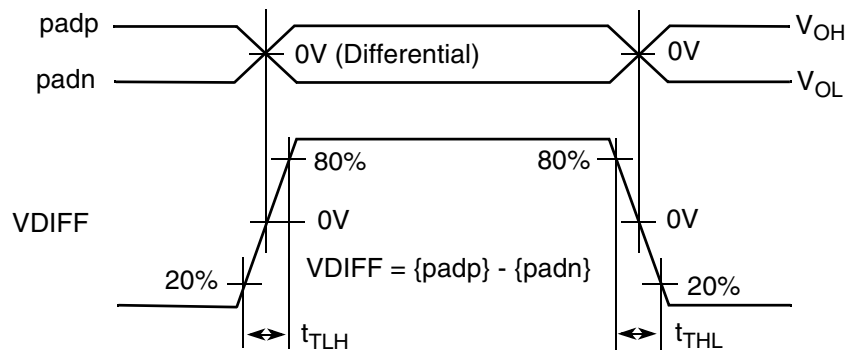 padp
V_OH
0V (Differential)
0V
padn
V_OL
80%
80%
VDIFF
0V
0V
VDIFF = {padp} - {padn}
20%
20%
t_TLH
t_THL